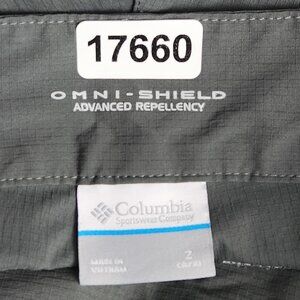 17660
OMNI-SHIELD
ADVANCED REPELLENCY
Columbia
Sportswear Company
MADE IN
VIETNAM
2